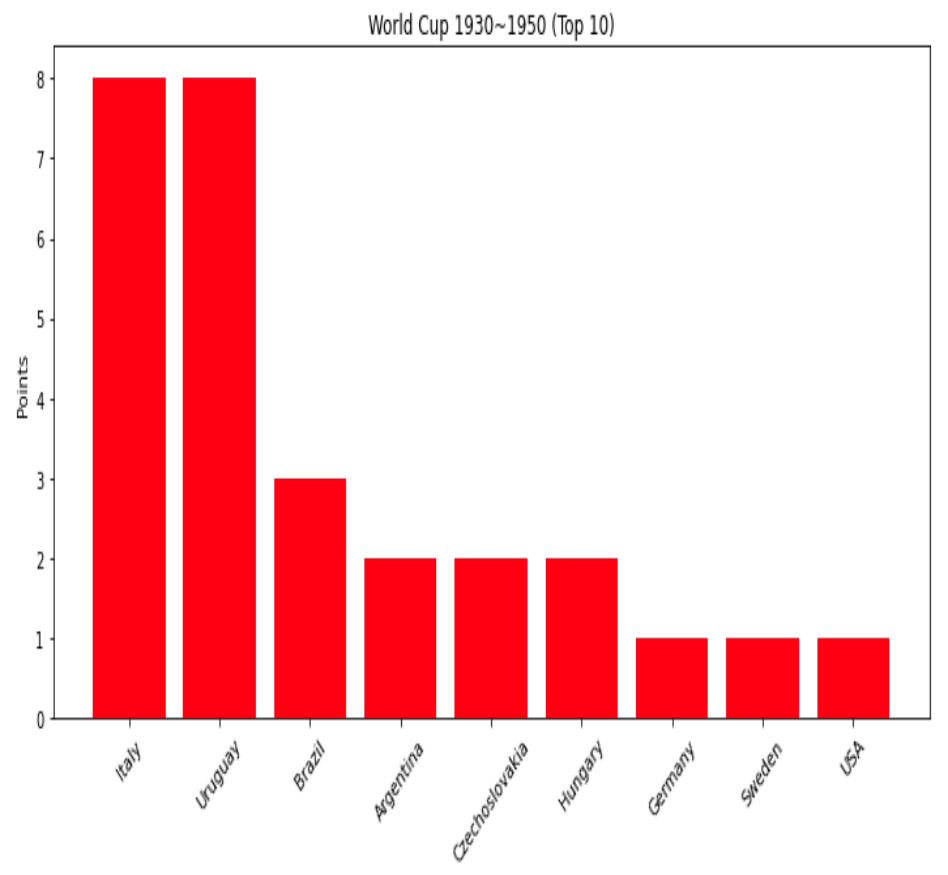 World Cup 1930~1950 (Top 10)
Points
8
7
6
5
4
3
2
1
0
Italy
Uruguay
Brazil
Argentina
Czechoslovakia
Hungary
Germany
Sweden
USA